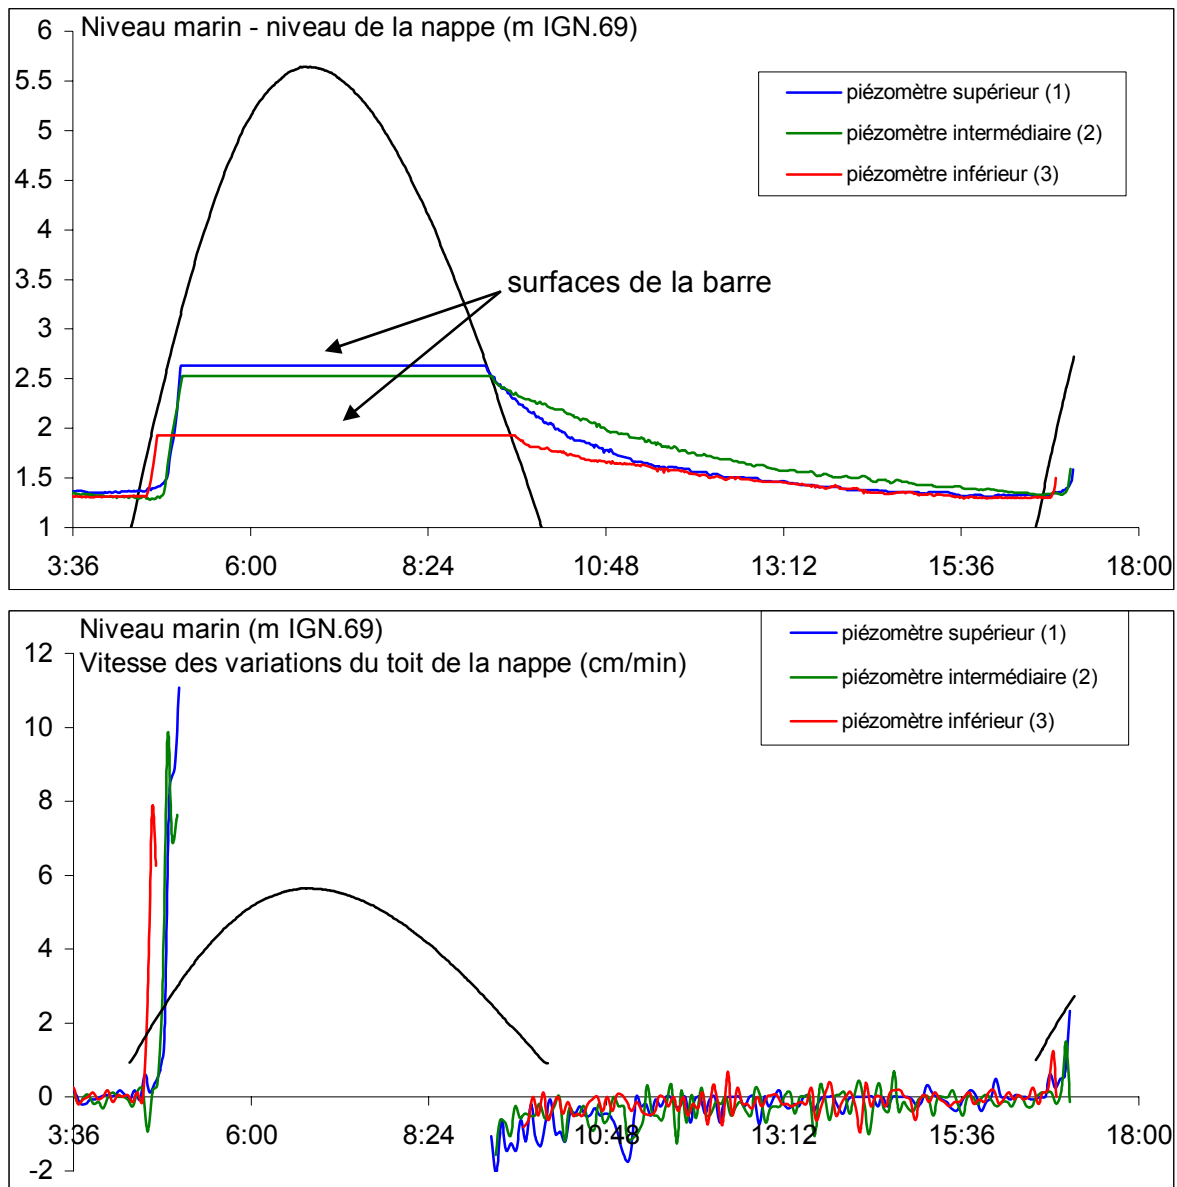 Niveau marin - niveau de la nappe (m IGN.69)
6
5.5
5
4.5
4
3.5
3
2.5
2
1.5
1
piézomètre supérieur (1)
piézomètre intermédiaire (2)
piézomètre inférieur (3)
surfaces de la barre
3:36 6:00 8:24 10:48 13:12 15:36 18:00
Niveau marin (m IGN.69)
Vitesse des variations du toit de la nappe (cm/min)
12
10
8
6
4
2
0
-2
piézomètre supérieur (1)
piézomètre intermédiaire (2)
piézomètre inférieur (3)
3:36 6:00 8:24 10:48 13:12 15:36 18:00